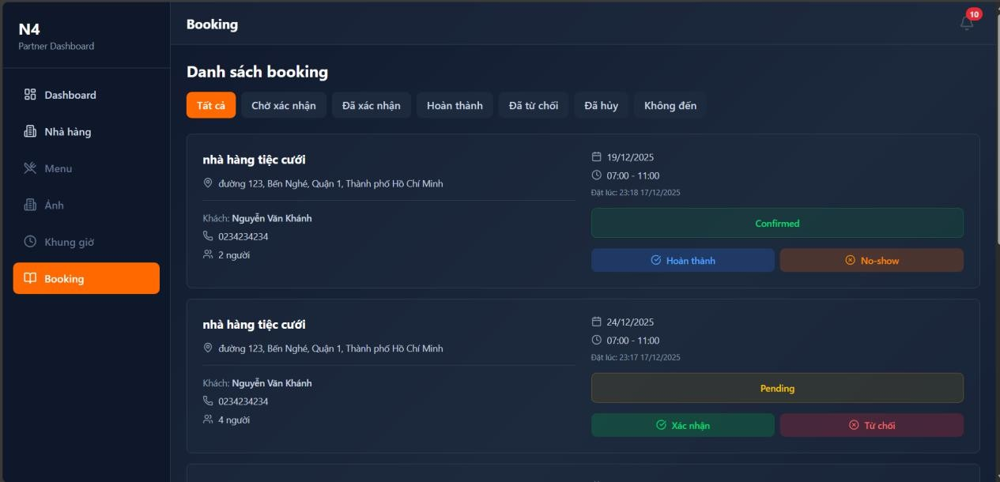 N4
Partner Dashboard
Dashboard
Nhà hàng
Menu
Ảnh
Khung giờ
Booking
Booking
10
Danh sách booking
Tất cả
Chờ xác nhận
Đã xác nhận
Hoàn thành
Đã từ chối
Đã hủy
Không đến
nhà hàng tiệc cưới
đường 123, Bến Nghé, Quận 1, Thành phố Hồ Chí Minh
Khách: Nguyễn Văn Khánh
0234234234
2 người
19/12/2025
07:00 - 11:00
Đặt lúc: 23:18 17/12/2025
Confirmed
Hoàn thành
No-show
nhà hàng tiệc cưới
đường 123, Bến Nghé, Quận 1, Thành phố Hồ Chí Minh
Khách: Nguyễn Văn Khánh
0234234234
4 người
24/12/2025
07:00 - 11:00
Đặt lúc: 23:17 17/12/2025
Pending
Xác nhận
Từ chối